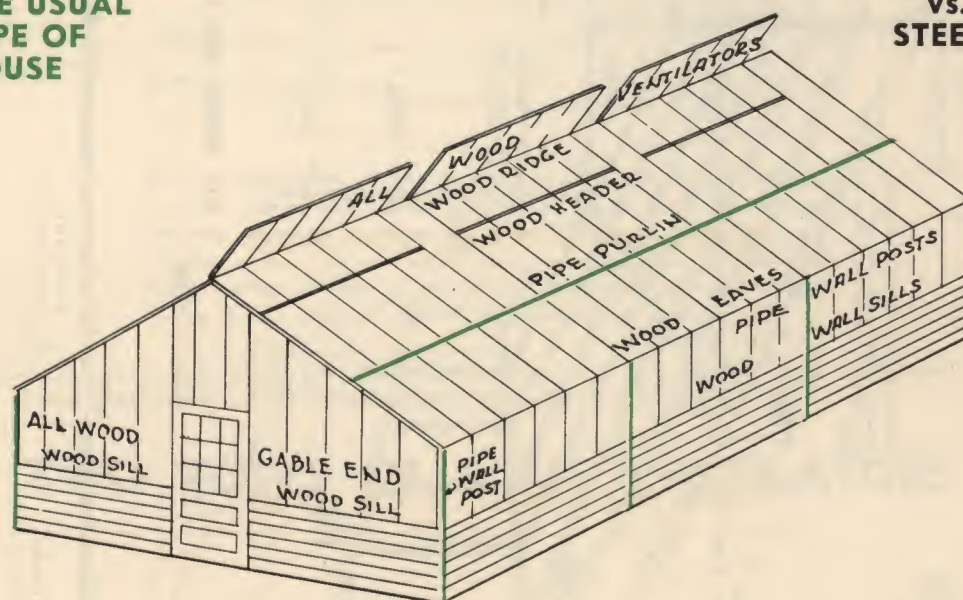 E USUAL
PE OF
OUSE
VS.
STEE
ALL WOOD VENTILATORS
WOOD RIDGE
WOOD HEADER
PIPE PURLIN
WOOD EAVES
PIPE WALL POSTS
WOOD WALL SILLS
ALL WOOD GABLE END
WOOD SILL WOOD SILL
PIPE
WALL
POST